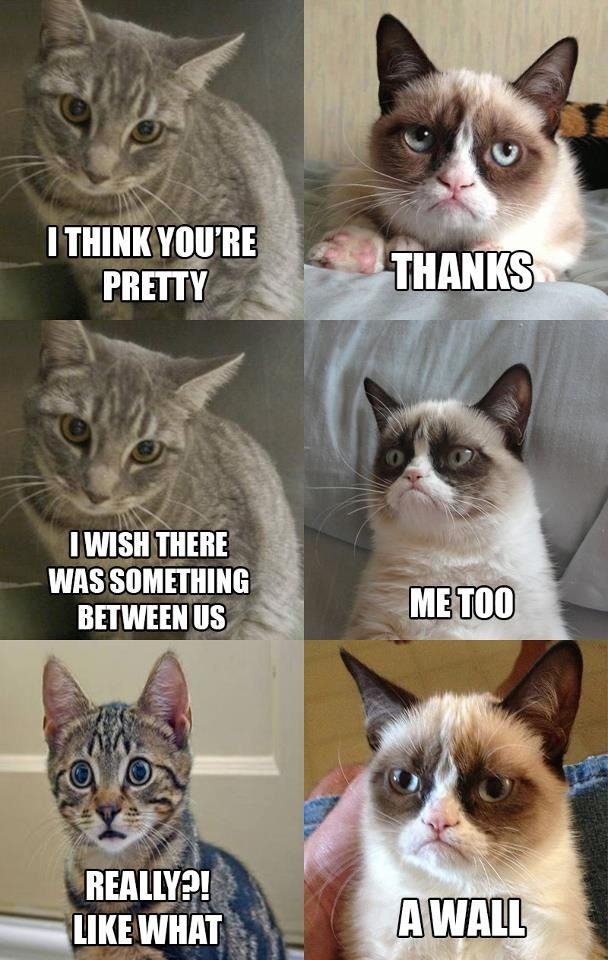 I THINK YOU'RE
PRETTY
THANKS
I WISH THERE
WAS SOMETHING
BETWEEN US
ME TOO
REALLY?!
LIKE WHAT
A WALL